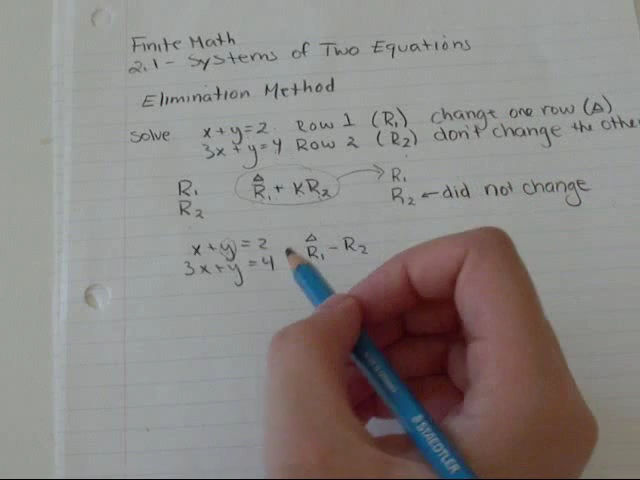 Finite Math
2.1 - Systems of Two Equations
Elimination Method
Solve x+y=2 Row 1 (R₁) change one row (Δ)
3x+y=4 Row 2 (R₂) don't change the other
R₁ Δ R₁ + KR₂ → R₁
R₂ R₂ ← did not change
x+y=2 Δ R₁ - R₂
3x+y=4
STAEDTLER